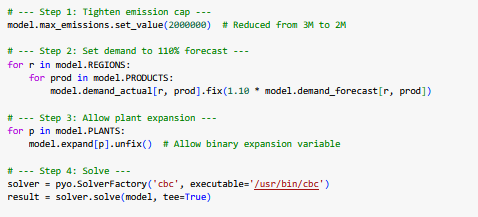 # --- Step 1: Tighten emission cap ---
model.max_emissions.set_value(2000000)  # Reduced from 3M to 2M
# --- Step 2: Set demand to 110% forecast ---
for r in model.REGIONS:
    for prod in model.PRODUCTS:
        model.demand_actual[r, prod].fix(1.10 * model.demand_forecast[r, prod])
# --- Step 3: Allow plant expansion ---
for p in model.PLANTS:
    model.expand[p].unfix()  # Allow binary expansion variable
# --- Step 4: Solve ---
solver = pyo.SolverFactory('cbc', executable='/usr/bin/cbc')
result = solver.solve(model, tee=True)